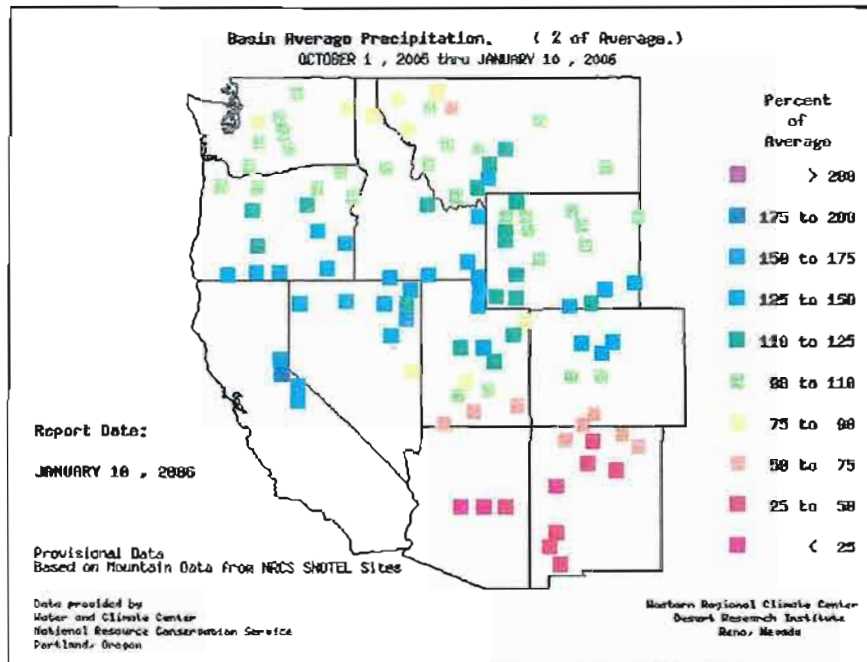 Basin Average Precipitation. ( % of Average.)
OCTOBER 1 , 2005 thru JANUARY 10 , 2006
Percent
of
Average
> 200
175 to 200
150 to 175
125 to 150
110 to 125
90 to 110
75 to 90
50 to 75
25 to 50
< 25
Report Date:
JANUARY 10 , 2006
Provisional Data
Based on Mountain Data from NRCS SNOTEL Sites
Data provided by
Water and Climate Center
National Resource Conservation Service
Portland, Oregon
Western Regional Climate Center
Desert Research Institute
Reno, Nevada